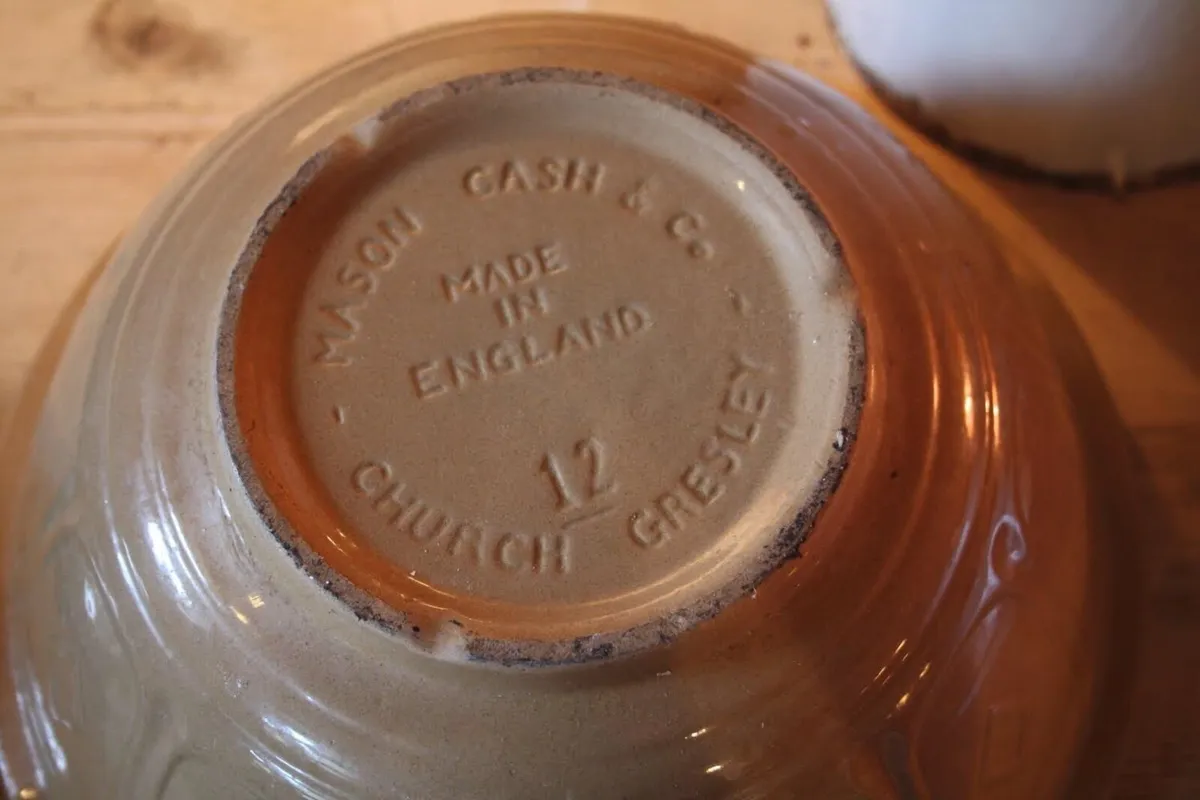 - MASON CASH & Co. -
MADE
IN
ENGLAND
12
CHURCH GRESLEY